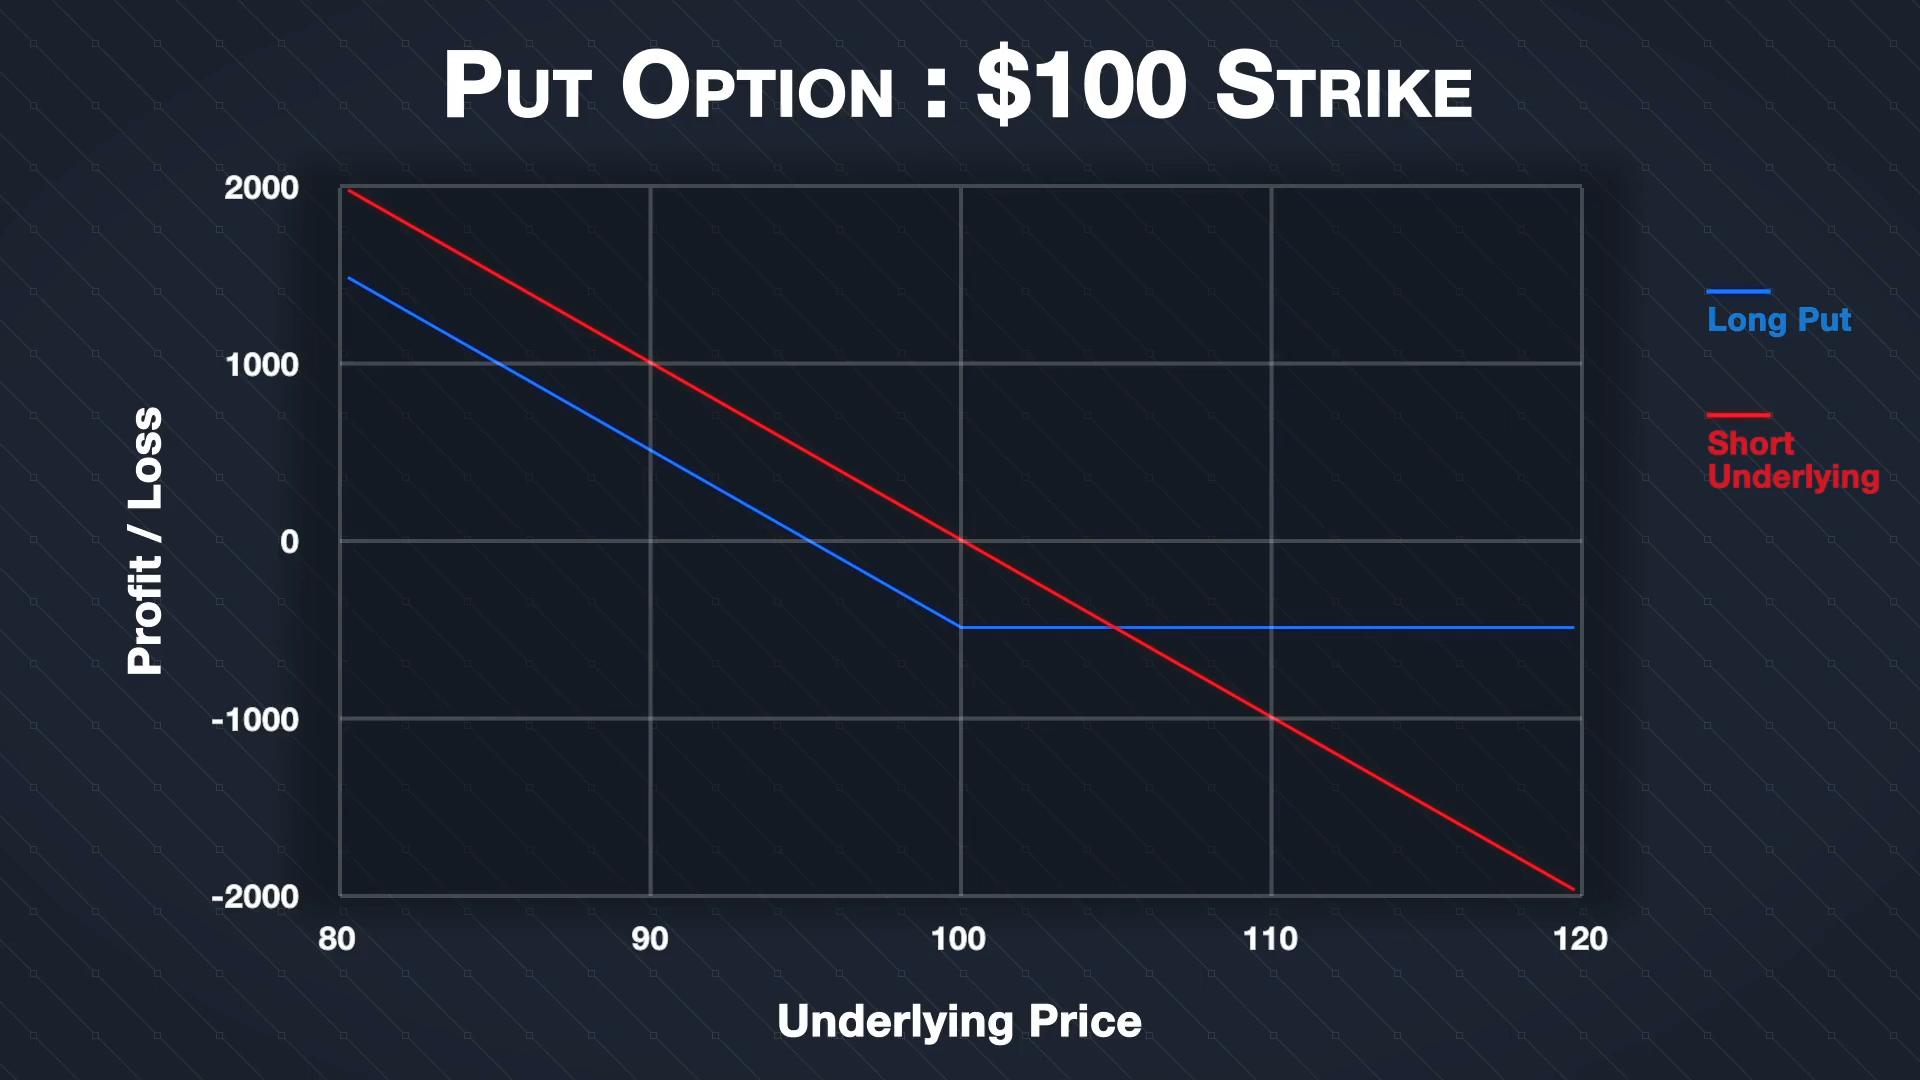 Put Option : $100 Strike
2000
1000
0
-1000
-2000
Profit / Loss
80 90 100 110 120
Underlying Price
Long Put
Short
Underlying